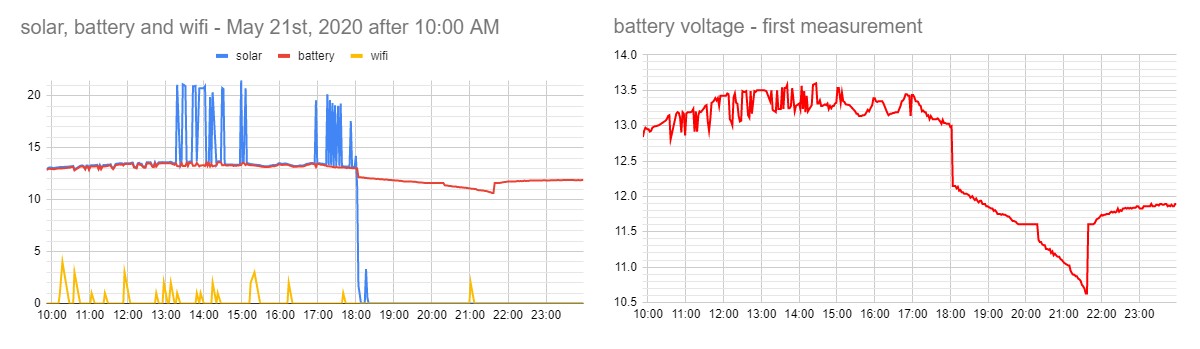 solar, battery and wifi - May 21st, 2020 after 10:00 AM
solar battery wifi
20
15
10
5
0
10:00 11:00 12:00 13:00 14:00 15:00 16:00 17:00 18:00 19:00 20:00 21:00 22:00 23:00
battery voltage - first measurement
14.0
13.5
13.0
12.5
12.0
11.5
11.0
10.5
10:00 11:00 12:00 13:00 14:00 15:00 16:00 17:00 18:00 19:00 20:00 21:00 22:00 23:00